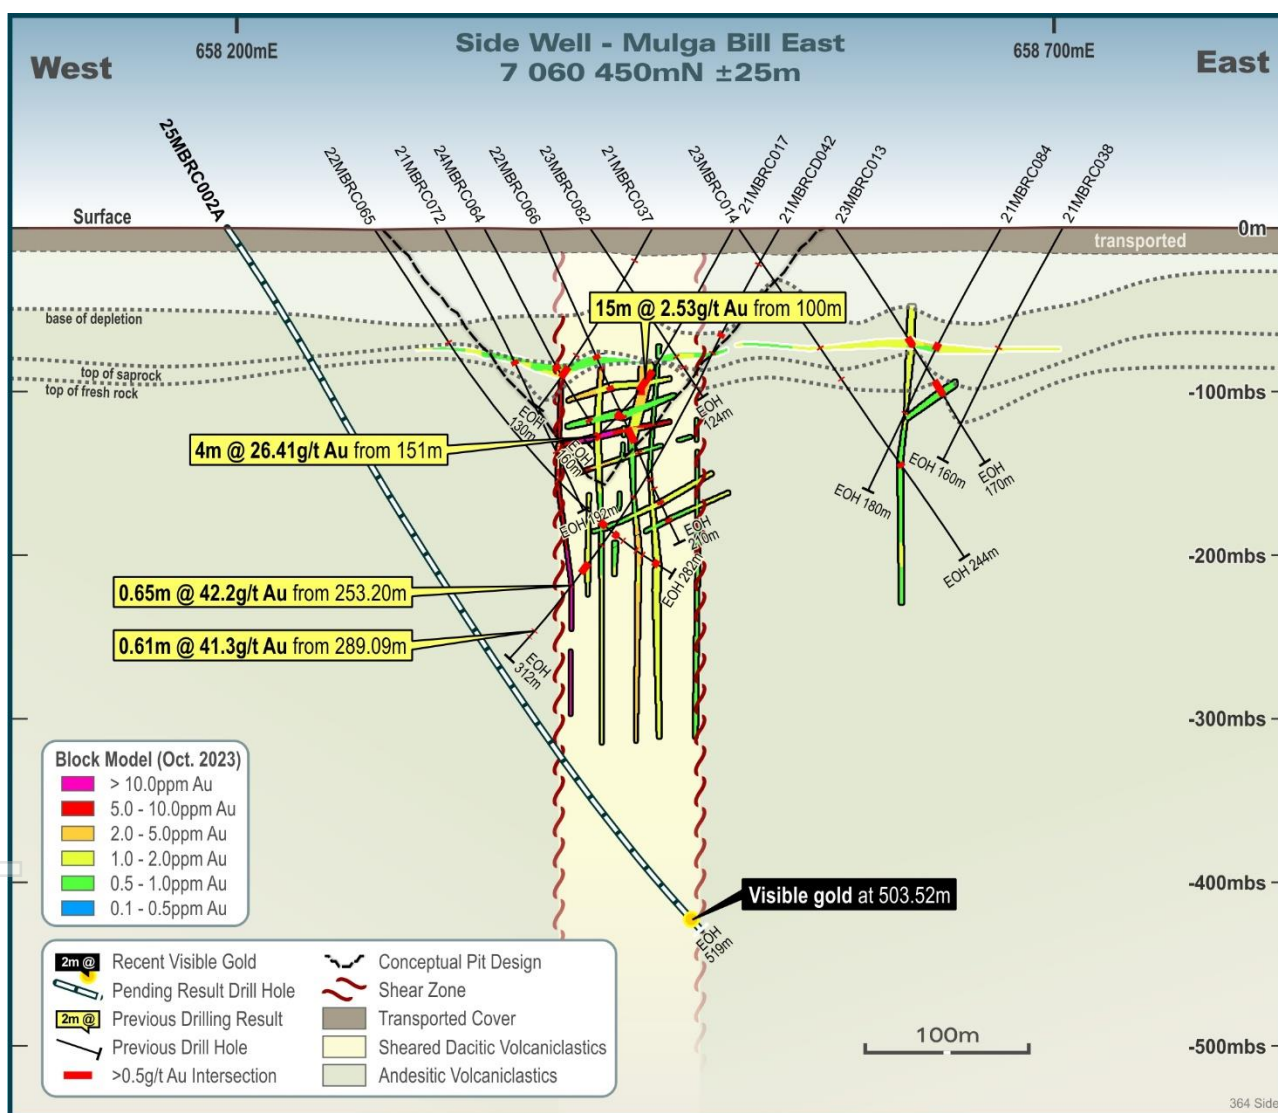 658 200mE
658 700mE
Side Well - Mulga Bill East
7 060 450mN ±25m
West
East
25MBRC002A
22MBRC065
21MBRC072
24MBRC064
22MBRC066
23MBRC082
21MBRC037
23MBRC014
21MBRC017
21MBRCD042
23MBRC013
21MBRC084
21MBRC038
Surface
0m
transported
15m @ 2.53g/t Au from 100m
base of depletion
top of saprock
top of fresh rock
-100mbs
EOH
130m
EOH
160m
EOH
124m
4m @ 26.41g/t Au from 151m
EOH 160m
EOH
170m
EOH 180m
EOH 192m
EOH
210m
EOH 244m
EOH 282m
-200mbs
0.65m @ 42.2g/t Au from 253.20m
0.61m @ 41.3g/t Au from 289.09m
EOH
312m
-300mbs
Block Model (Oct. 2023)
> 10.0ppm Au
5.0 - 10.0ppm Au
2.0 - 5.0ppm Au
1.0 - 2.0ppm Au
0.5 - 1.0ppm Au
0.1 - 0.5ppm Au
-400mbs
Visible gold at 503.52m
EOH
519m
2m @
Recent Visible Gold
Pending Result Drill Hole
2m @
Previous Drilling Result
Previous Drill Hole
>0.5g/t Au Intersection
Conceptual Pit Design
Shear Zone
Transported Cover
Sheared Dacitic Volcaniclastics
Andesitic Volcaniclastics
100m
-500mbs
364 Side